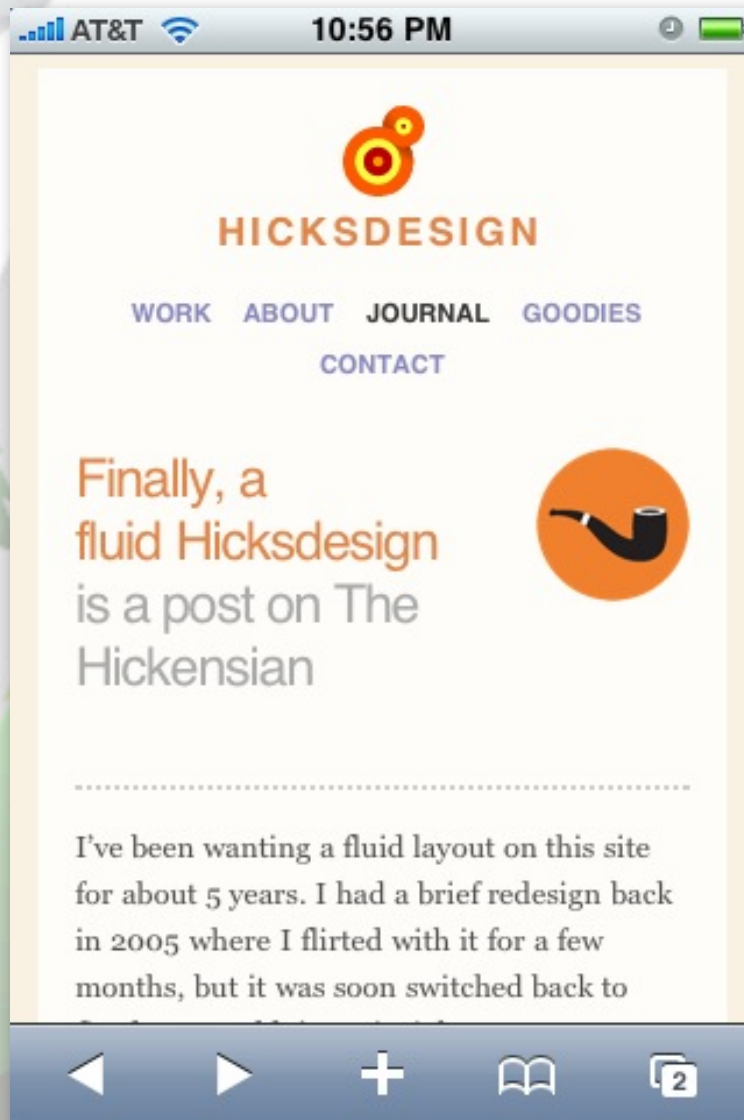 AT&T 10:56 PM
HICKSDESIGN
WORK ABOUT JOURNAL GOODIES
CONTACT
Finally, a
fluid Hicksdesign
is a post on The
Hickensian
I’ve been wanting a fluid layout on this site
for about 5 years. I had a brief redesign back
in 2005 where I flirted with it for a few
months, but it was soon switched back to
2